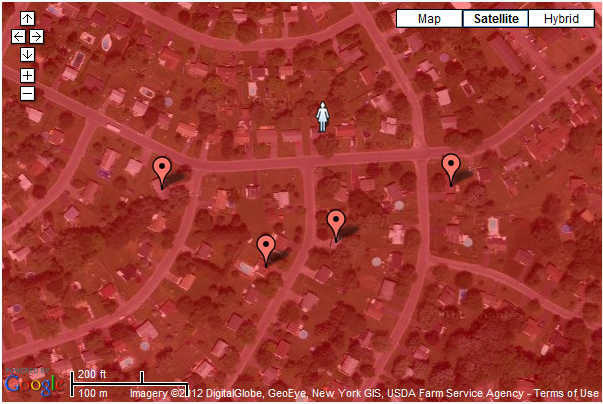 Map Satellite Hybrid
POWERED BY
Google
200 ft
100 m
Imagery ©2012 DigitalGlobe, GeoEye, New York GIS, USDA Farm Service Agency - Terms of Use